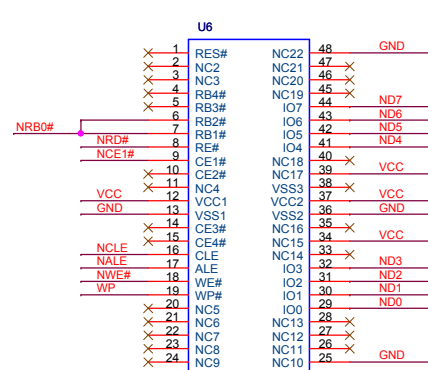 U6
1 RES# NC22 48 GND
2 NC2 NC21 47
3 NC3 NC20 46
4 RB4# NC19 45
5 RB3# IO7 44 ND7
6 RB2# IO6 43 ND6
NRB0# 7 RB1# IO5 42 ND5
NRD# 8 RE# IO4 41 ND4
NCE1# 9 CE1# NC18 40
10 CE2# NC17 39 VCC
11 NC4 VSS3 38
VCC 12 VCC1 VCC2 37 VCC
GND 13 VSS1 VSS2 36 GND
14 CE3# NC16 35
15 CE4# NC15 34 VCC
NCLE 16 CLE NC14 33
NALE 17 ALE IO3 32 ND3
NWE# 18 WE# IO2 31 ND2
WP 19 WP# IO1 30 ND1
20 NC5 IO0 29 ND0
21 NC6 NC13 28
22 NC7 NC12 27
23 NC8 NC11 26
24 NC9 NC10 25 GND